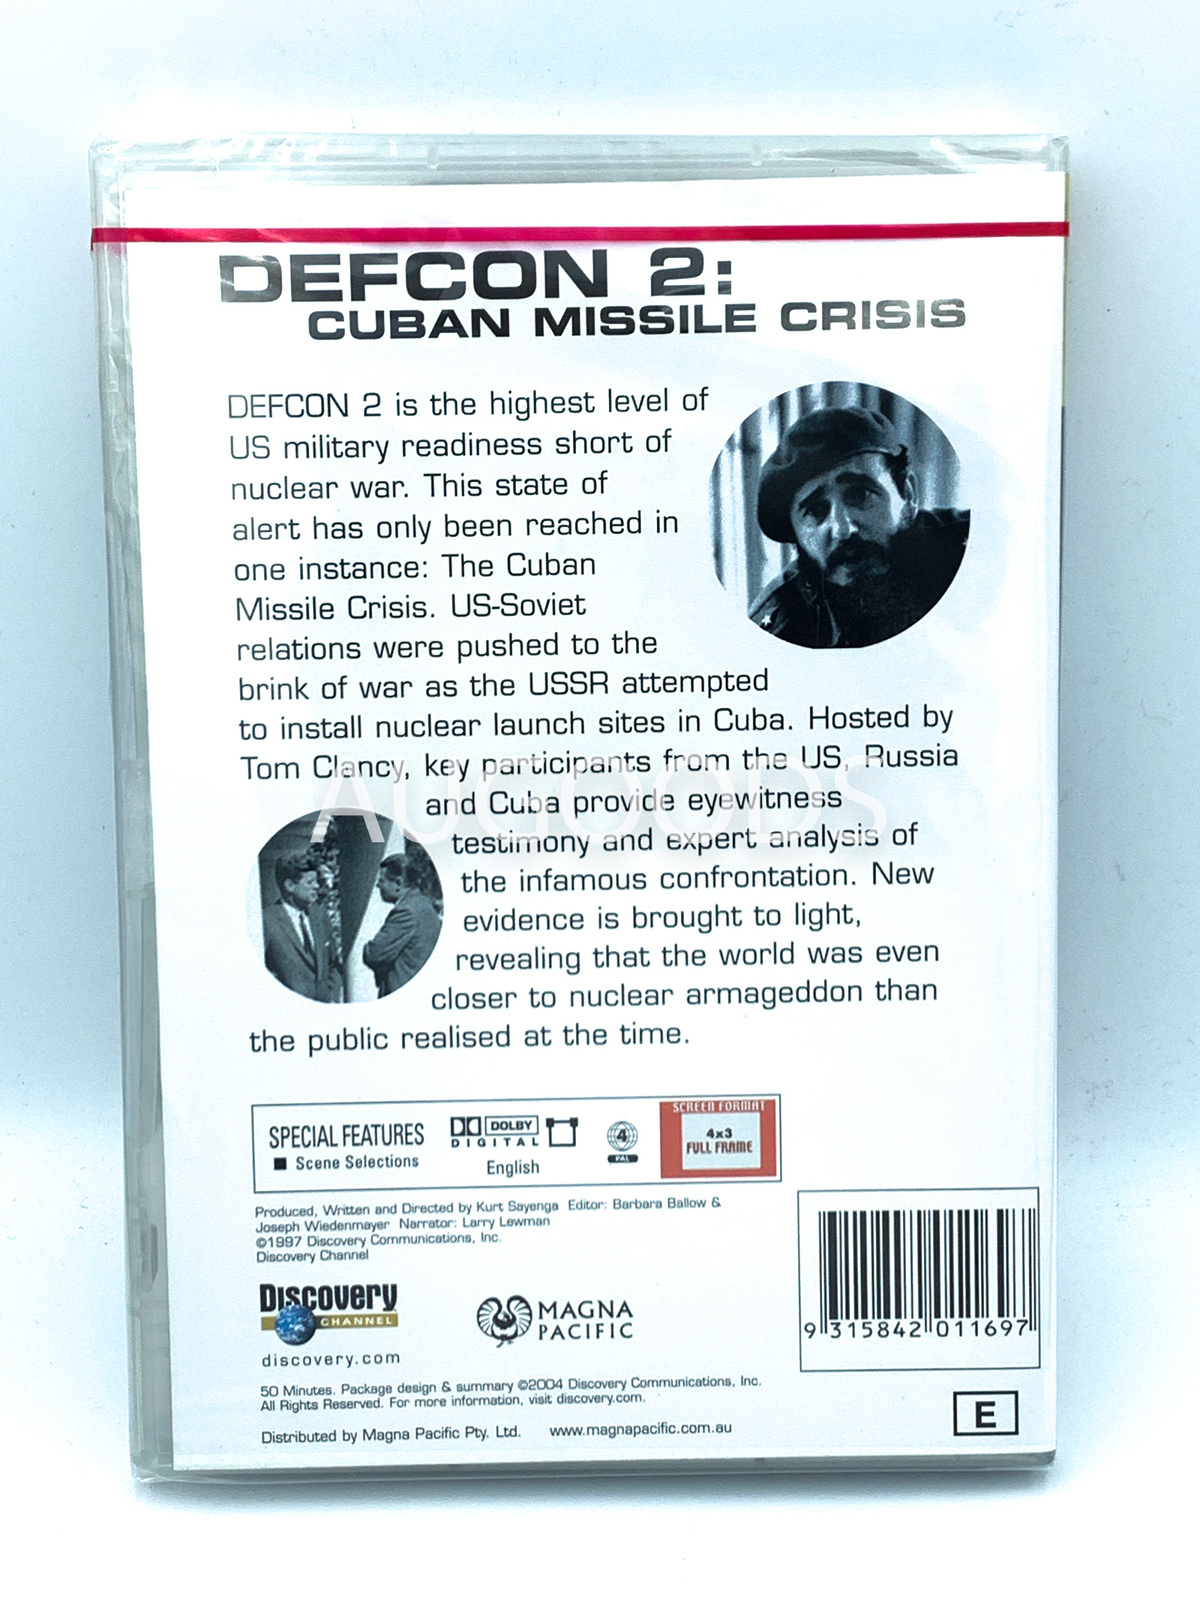 DEFCON 2:
CUBAN MISSILE CRISIS
DEFCON 2 is the highest level of
US military readiness short of
nuclear war. This state of
alert has only been reached in
one instance: The Cuban
Missile Crisis. US-Soviet
relations were pushed to the
brink of war as the USSR attempted
to install nuclear launch sites in Cuba. Hosted by
Tom Clancy, key participants from the US, Russia
and Cuba provide eyewitness
testimony and expert analysis of
the infamous confrontation. New
evidence is brought to light,
revealing that the world was even
closer to nuclear armageddon than
the public realised at the time.
AUGOODS
SPECIAL FEATURES
■ Scene Selections
DOLBY
DIGITAL
English
4
PAL
SCREEN FORMAT
4x3
FULL FRAME
Produced, Written and Directed by Kurt Sayenga Editor: Barbara Ballow &
Joseph Wiedenmayer Narrator: Larry Lewman
©1997 Discovery Communications, Inc.
Discovery Channel
Discovery
CHANNEL
discovery.com
MAGNA
PACIFIC
9 315842 011697
50 Minutes. Package design & summary ©2004 Discovery Communications, Inc.
All Rights Reserved. For more information, visit discovery.com.
Distributed by Magna Pacific Pty. Ltd. www.magnapacific.com.au
E